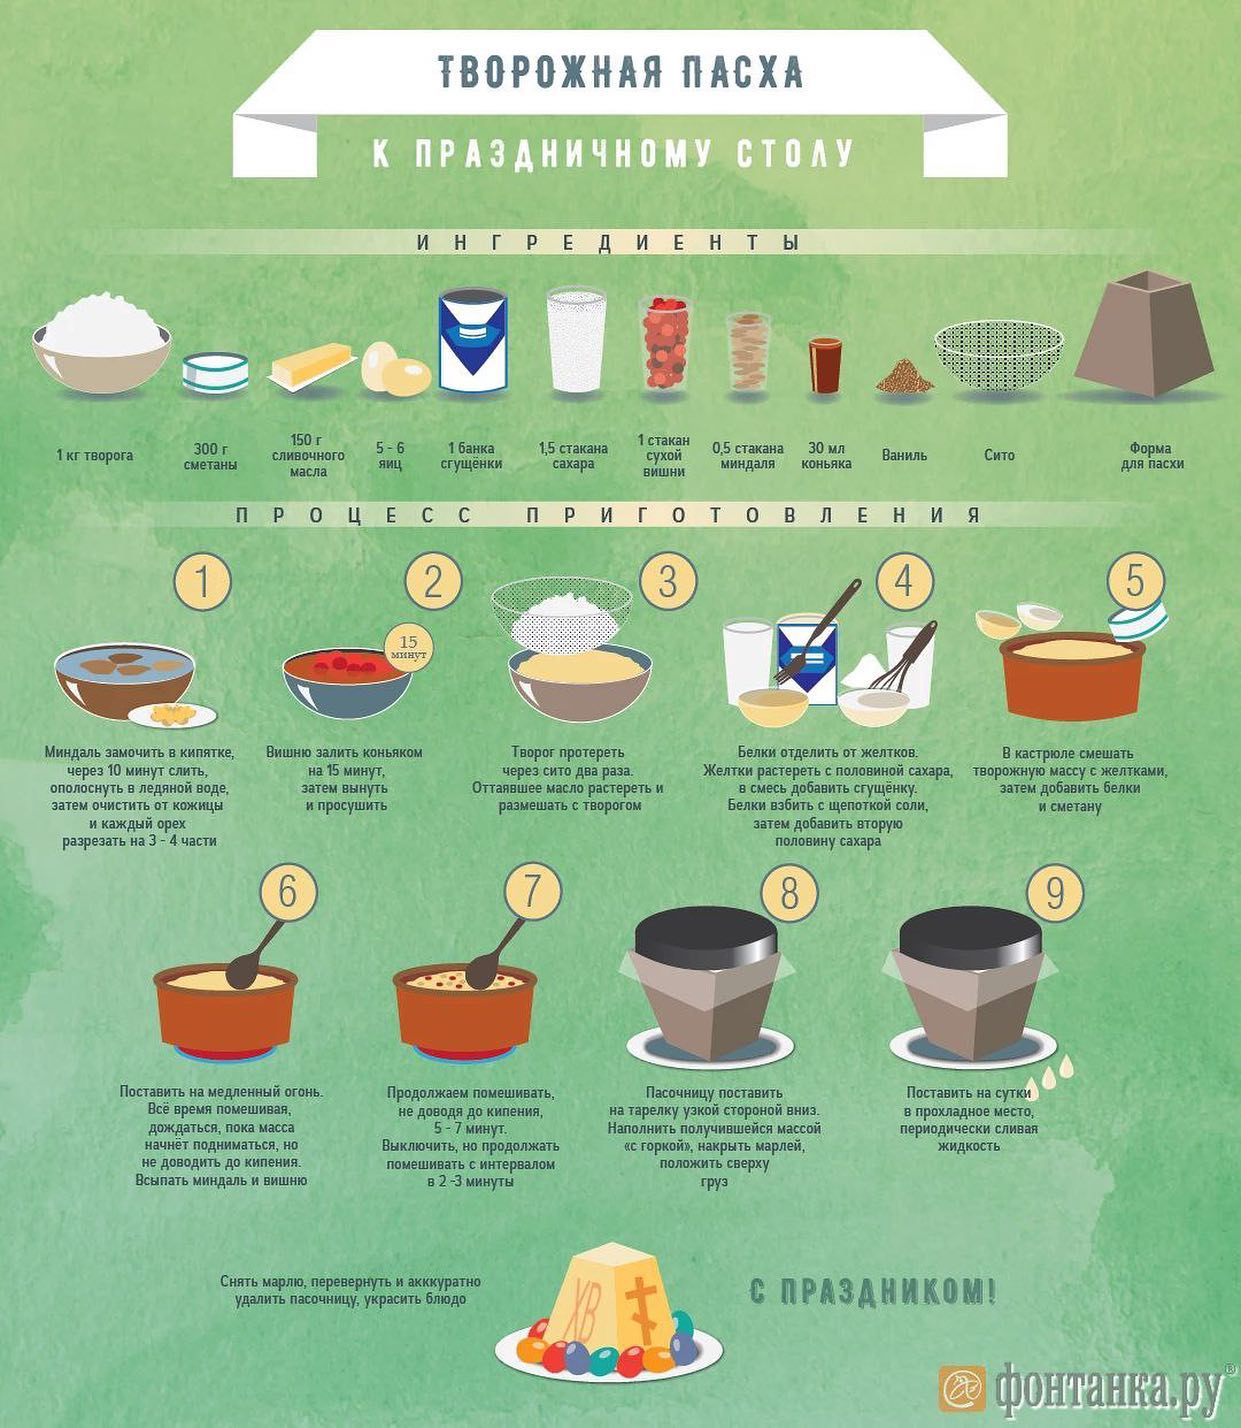 ТВОРОЖНАЯ ПАСХА
К ПРАЗДНИЧНОМУ СТОЛУ
ИНГРЕДИЕНТЫ
1 кг творога
300 г
сметаны
150 г
сливочного
масла
5 - 6
яиц
1 банка
сгущёнки
1,5 стакана
сахара
1 стакан
сухой
вишни
0,5 стакана
миндаля
30 мл
коньяка
Ваниль
Сито
Форма
для пасхи
ПРОЦЕСС ПРИГОТОВЛЕНИЯ
1
Миндаль замочить в кипятке,
через 10 минут слить,
ополоснуть в ледяной воде,
затем очистить от кожицы
и каждый орех
разрезать на 3 - 4 части
2
15
минут
Вишню залить коньяком
на 15 минут,
затем вынуть
и просушить
3
Творог протереть
через сито два раза.
Оттаявшее масло растереть и
размешать с творогом
4
Белки отделить от желтков.
Желтки растереть с половиной сахара,
в смесь добавить сгущёнку.
Белки взбить с щепоткой соли,
затем добавить вторую
половину сахара
5
В кастрюле смешать
творожную массу с желтками,
затем добавить белки
и сметану
6
Поставить на медленный огонь.
Всё время помешивая,
дождаться, пока масса
начнёт подниматься, но
не доводить до кипения.
Всыпать миндаль и вишню
7
Продолжаем помешивать,
не доводя до кипения,
5 - 7 минут.
Выключить, но продолжать
помешивать с интервалом
в 2 -3 минуты
8
Пасочницу поставить
на тарелку узкой стороной вниз.
Наполнить получившейся массой
«с горкой», накрыть марлей,
положить сверху
груз
9
Поставить на сутки
в прохладное место,
периодически сливая
жидкость
Снять марлю, перевернуть и акккуратно
удалить пасочницу, украсить блюдо
ХВ
С ПРАЗДНИКОМ!
фонтанка.ру®